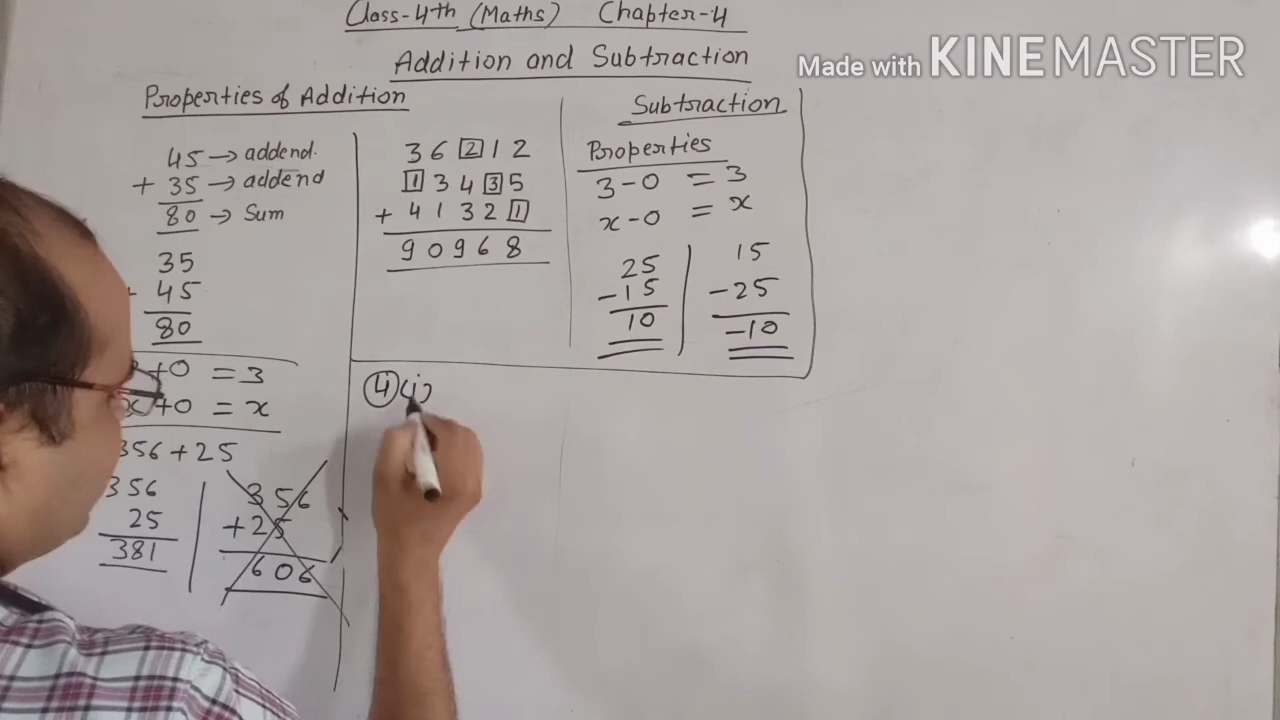 Class-4th (Maths) Chapter-4
Addition and Subtraction
Made with KINEMASTER
Properties of Addition
45 → addend.
+ 35 → addend
80 → Sum
35
45
80
+0 = 3
x+0 = x
356+25
356
25
381
356
+25
606
36212
13435
+ 41321
90968
Subtraction
Properties
3-0 = 3
x-0 = x
25
-15
10
15
-25
-10
4 (i)